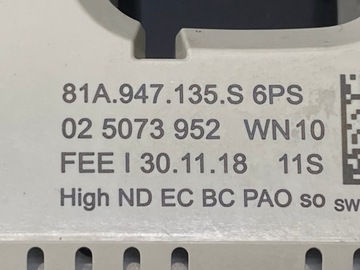 81A.947.135.S 6PS
02 5073 952 WN10
FEE I 30.11.18 11S
High ND EC BC PAO so sw